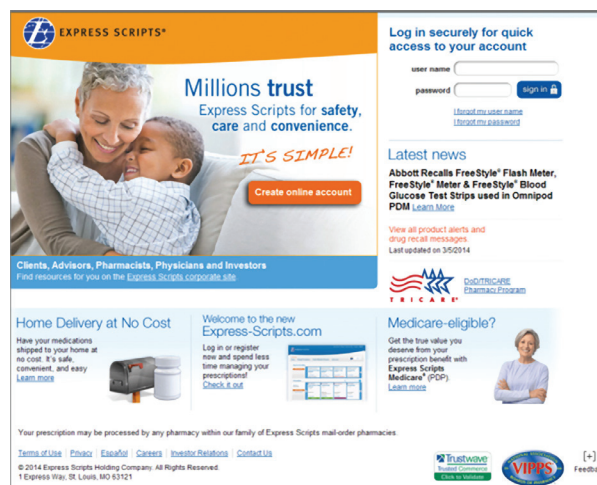 EXPRESS SCRIPTS®
Millions trust
Express Scripts for safety,
care and convenience.
IT'S SIMPLE!
Create online account
Clients, Advisors, Pharmacists, Physicians and Investors
Find resources for you on the Express Scripts corporate site
Log in securely for quick
access to your account
user name
password
sign in
I forgot my user name
I forgot my password
Latest news
Abbott Recalls FreeStyle® Flash Meter,
FreeStyle® Meter & FreeStyle® Blood
Glucose Test Strips used in Omnipod
PDM Learn More
View all product alerts and
drug recall messages.
Last updated on 3/5/2014
TRICARE
DoD/TRICARE
Pharmacy Program
Home Delivery at No Cost
Have your medications
shipped to your home at
no cost. It's safe,
convenient, and easy
Learn more
Welcome to the new
Express-Scripts.com
Log in or register
now and spend less
time managing your
prescriptions!
Check it out
Medicare-eligible?
Get the true value you
deserve from your
prescription benefit with
Express Scripts
Medicare® (PDP).
Learn more
Your prescription may be processed by any pharmacy within our family of Express Scripts mail-order pharmacies.
Terms of Use | Privacy | Español | Careers | Investor Relations | Contact Us
© 2014 Express Scripts Holding Company. All Rights Reserved.
1 Express Way, St. Louis, MO 63121
Trustwave
Trusted Commerce
Click to Validate
VIPPS
[+]
Feedba